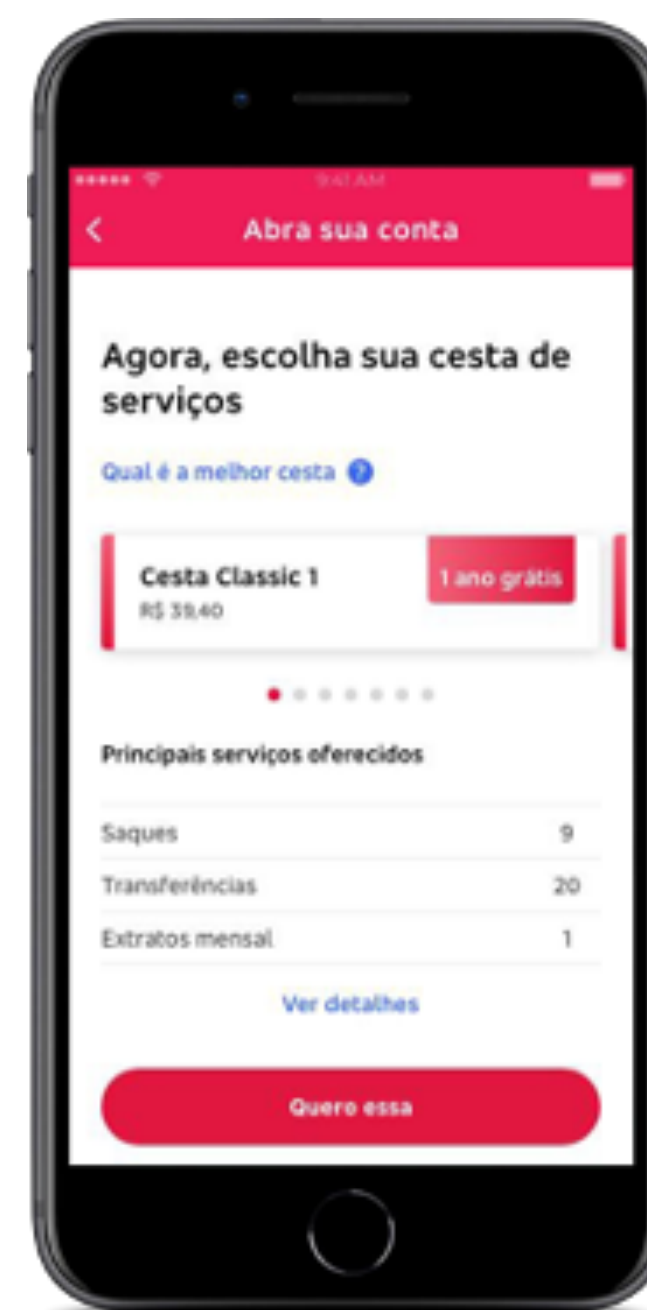 9:41 AM
Abra sua conta
Agora, escolha sua cesta de
serviços
Qual é a melhor cesta ?
Cesta Classic 1
1 ano grátis
R$ 39,40
Principais serviços oferecidos
Saques 9
Transferências 20
Extratos mensal 1
Ver detalhes
Quero essa